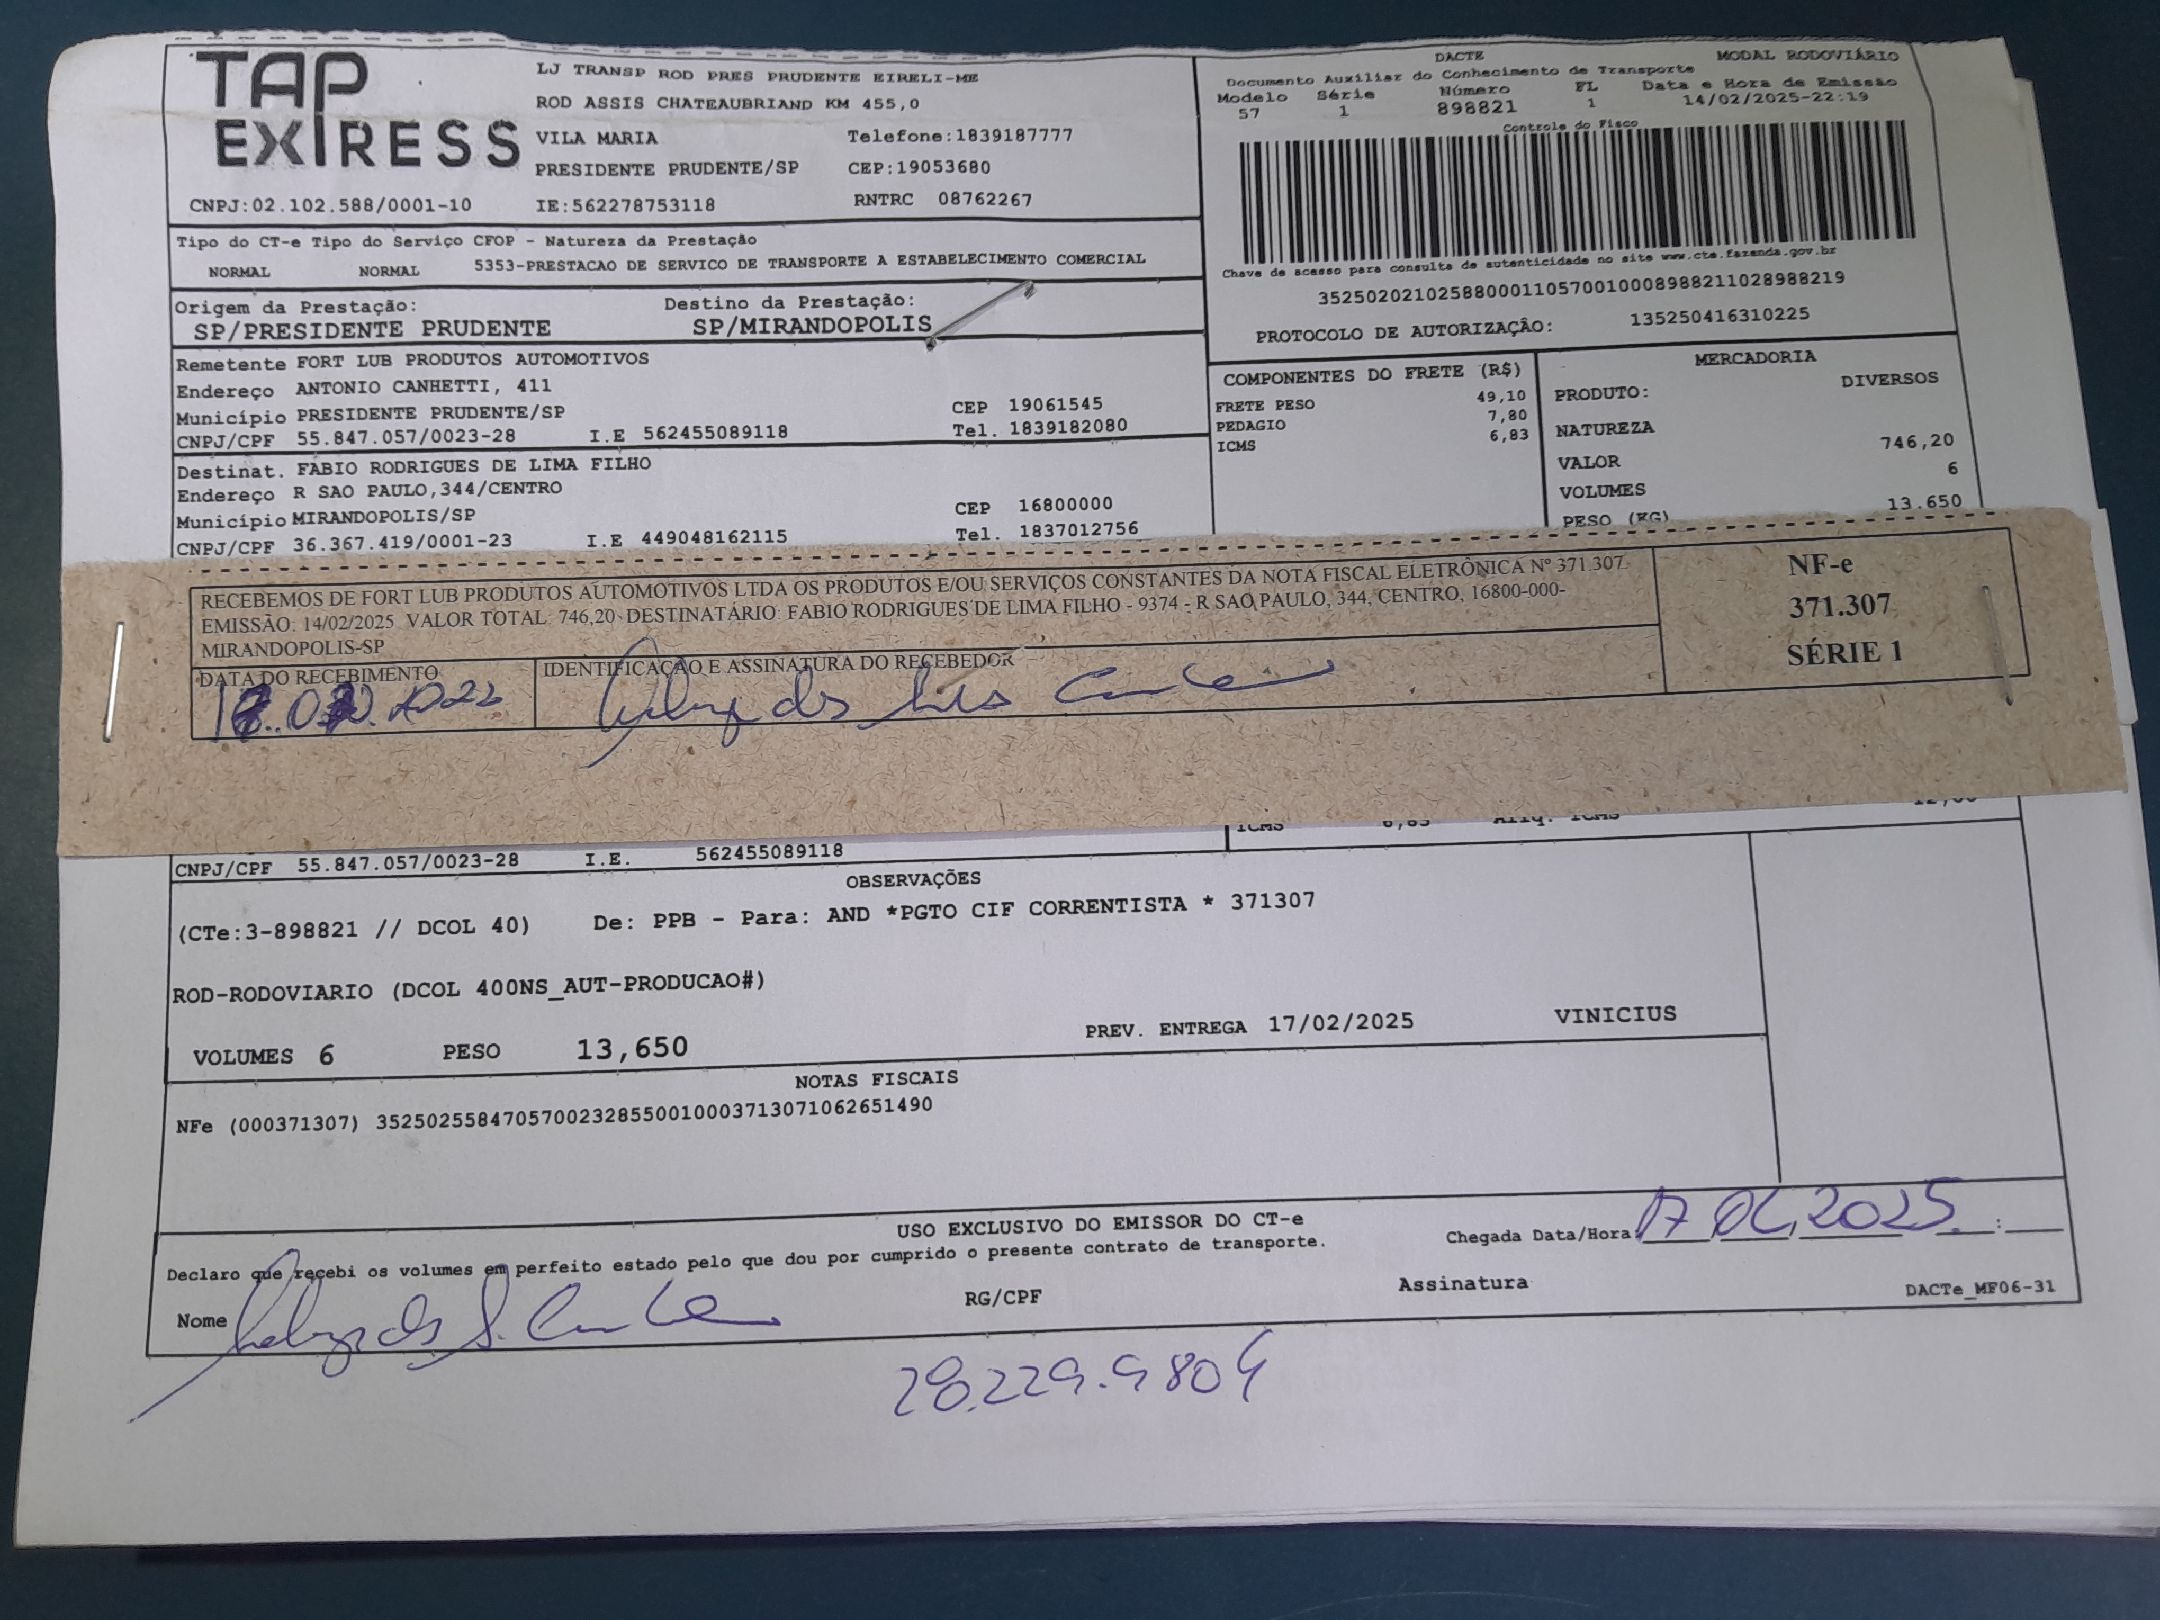 TAP EXPRESS
LJ TRANSP ROD PRES PRUDENTE EIRELI-ME
ROD ASSIS CHATEAUBRIAND KM 455,0
VILA MARIA Telefone:1839187777
PRESIDENTE PRUDENTE/SP CEP:19053680
CNPJ:02.102.588/0001-10 IE:562278753118 RNTRC 08762267
DACTE MODAL RODOVIÁRIO
Documento Auxiliar do Conhecimento de Transporte
Modelo Série Número FL Data e Hora de Emissão
57 1 898821 1 14/02/2025-22:19
Controle do Fisco
Chave de acesso para consulta de autenticidade no site www.cte.fazenda.gov.br
35250202102588000110570010008988211028988219
PROTOCOLO DE AUTORIZAÇÃO: 135250416310225
Tipo do CT-e Tipo do Serviço CFOP - Natureza da Prestação
NORMAL NORMAL 5353-PRESTACAO DE SERVICO DE TRANSPORTE A ESTABELECIMENTO COMERCIAL
Origem da Prestação: Destino da Prestação:
SP/PRESIDENTE PRUDENTE SP/MIRANDOPOLIS
Remetente FORT LUB PRODUTOS AUTOMOTIVOS
Endereço ANTONIO CANHETTI, 411
Município PRESIDENTE PRUDENTE/SP CEP 19061545
CNPJ/CPF 55.847.057/0023-28 I.E 562455089118 Tel. 1839182080
Destinat. FABIO RODRIGUES DE LIMA FILHO
Endereço R SAO PAULO,344/CENTRO
Município MIRANDOPOLIS/SP CEP 16800000
CNPJ/CPF 36.367.419/0001-23 I.E 449048162115 Tel. 1837012756
COMPONENTES DO FRETE (R$)
FRETE PESO 49,10
PEDAGIO 7,80
ICMS 6,83
MERCADORIA
PRODUTO: DIVERSOS
NATUREZA
VALOR 746,20
VOLUMES 6
PESO (KG) 13.650
RECEBEMOS DE FORT LUB PRODUTOS AUTOMOTIVOS LTDA OS PRODUTOS E/OU SERVIÇOS CONSTANTES DA NOTA FISCAL ELETRÔNICA Nº 371.307.
EMISSÃO: 14/02/2025 VALOR TOTAL: 746,20 DESTINATÁRIO: FABIO RODRIGUES DE LIMA FILHO - 9374 - R SAO PAULO, 344, CENTRO, 16800-000-
MIRANDOPOLIS-SP
DATA DO RECEBIMENTO IDENTIFICAÇÃO E ASSINATURA DO RECEBEDOR
NF-e
371.307
SÉRIE 1
ICMS 6,83 Aliq. ICMS 12,00
CNPJ/CPF 55.847.057/0023-28 I.E. 562455089118
OBSERVAÇÕES
(CTe:3-898821 // DCOL 40) De: PPB - Para: AND *PGTO CIF CORRENTISTA * 371307
ROD-RODOVIARIO (DCOL 400NS_AUT-PRODUCAO#)
VOLUMES 6 PESO 13,650 PREV. ENTREGA 17/02/2025 VINICIUS
NOTAS FISCAIS
NFe (000371307) 35250255847057002328550010003713071062651490
USO EXCLUSIVO DO EMISSOR DO CT-e
Declaro que recebi os volumes em perfeito estado pelo que dou por cumprido o presente contrato de transporte.
Chegada Data/Hora: 17 02 2025 :
Nome RG/CPF Assinatura DACTe_MF06-31
28.229.9804